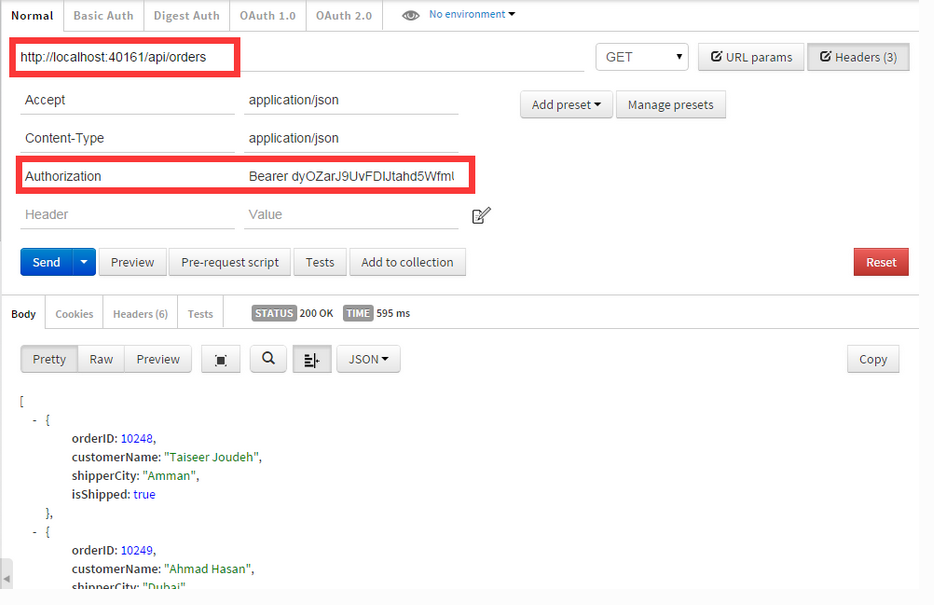 Normal Basic Auth Digest Auth OAuth 1.0 OAuth 2.0 No environment
http://localhost:40161/api/orders GET URL params Headers (3)
Accept application/json Add preset Manage presets
Content-Type application/json
Authorization Bearer
Header Value
Send Preview Pre-request script Tests Add to collection Reset
Body Cookies Headers (6) Tests STATUS 200 OK TIME 595 ms
Pretty Raw Preview JSON Copy
[
- {
orderID: 10248,
customerName: "Taiseer Joudeh",
shipperCity: "Amman",
isShipped: true
},
- {
orderID: 10249,
customerName: "Ahmad Hasan",
shipperCity: "Dubai"